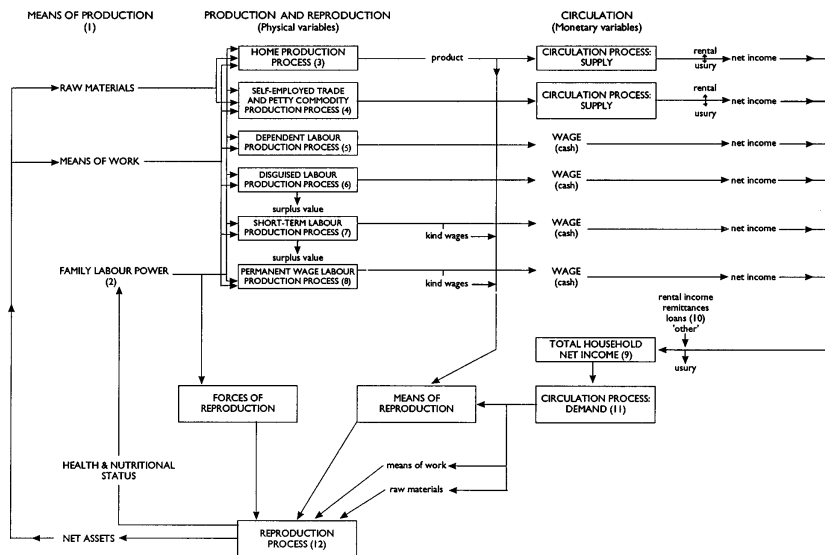 MEANS OF PRODUCTION
(1)
PRODUCTION AND REPRODUCTION
(Physical variables)
CIRCULATION
(Monetary variables)
HOME PRODUCTION
PROCESS (3)
product
CIRCULATION PROCESS:
SUPPLY
rental
usury
net income
RAW MATERIALS
SELF-EMPLOYED TRADE
AND PETTY COMMODITY
PRODUCTION PROCESS (4)
CIRCULATION PROCESS:
SUPPLY
rental
usury
net income
DEPENDENT LABOUR
PRODUCTION PROCESS (5)
WAGE
(cash)
net income
MEANS OF WORK
DISGUISED LABOUR
PRODUCTION PROCESS (6)
WAGE
(cash)
net income
surplus value
SHORT-TERM LABOUR
PRODUCTION PROCESS (7)
kind wages
WAGE
(cash)
net income
surplus value
FAMILY LABOUR POWER
(2)
PERMANENT WAGE LABOUR
PRODUCTION PROCESS (8)
kind wages
WAGE
(cash)
net income
rental income
remittances
loans (10)
'other'
TOTAL HOUSEHOLD
NET INCOME (9)
usury
FORCES OF
REPRODUCTION
MEANS OF
REPRODUCTION
CIRCULATION PROCESS:
DEMAND (11)
HEALTH & NUTRITIONAL
STATUS
means of work
raw materials
NET ASSETS
REPRODUCTION
PROCESS (12)